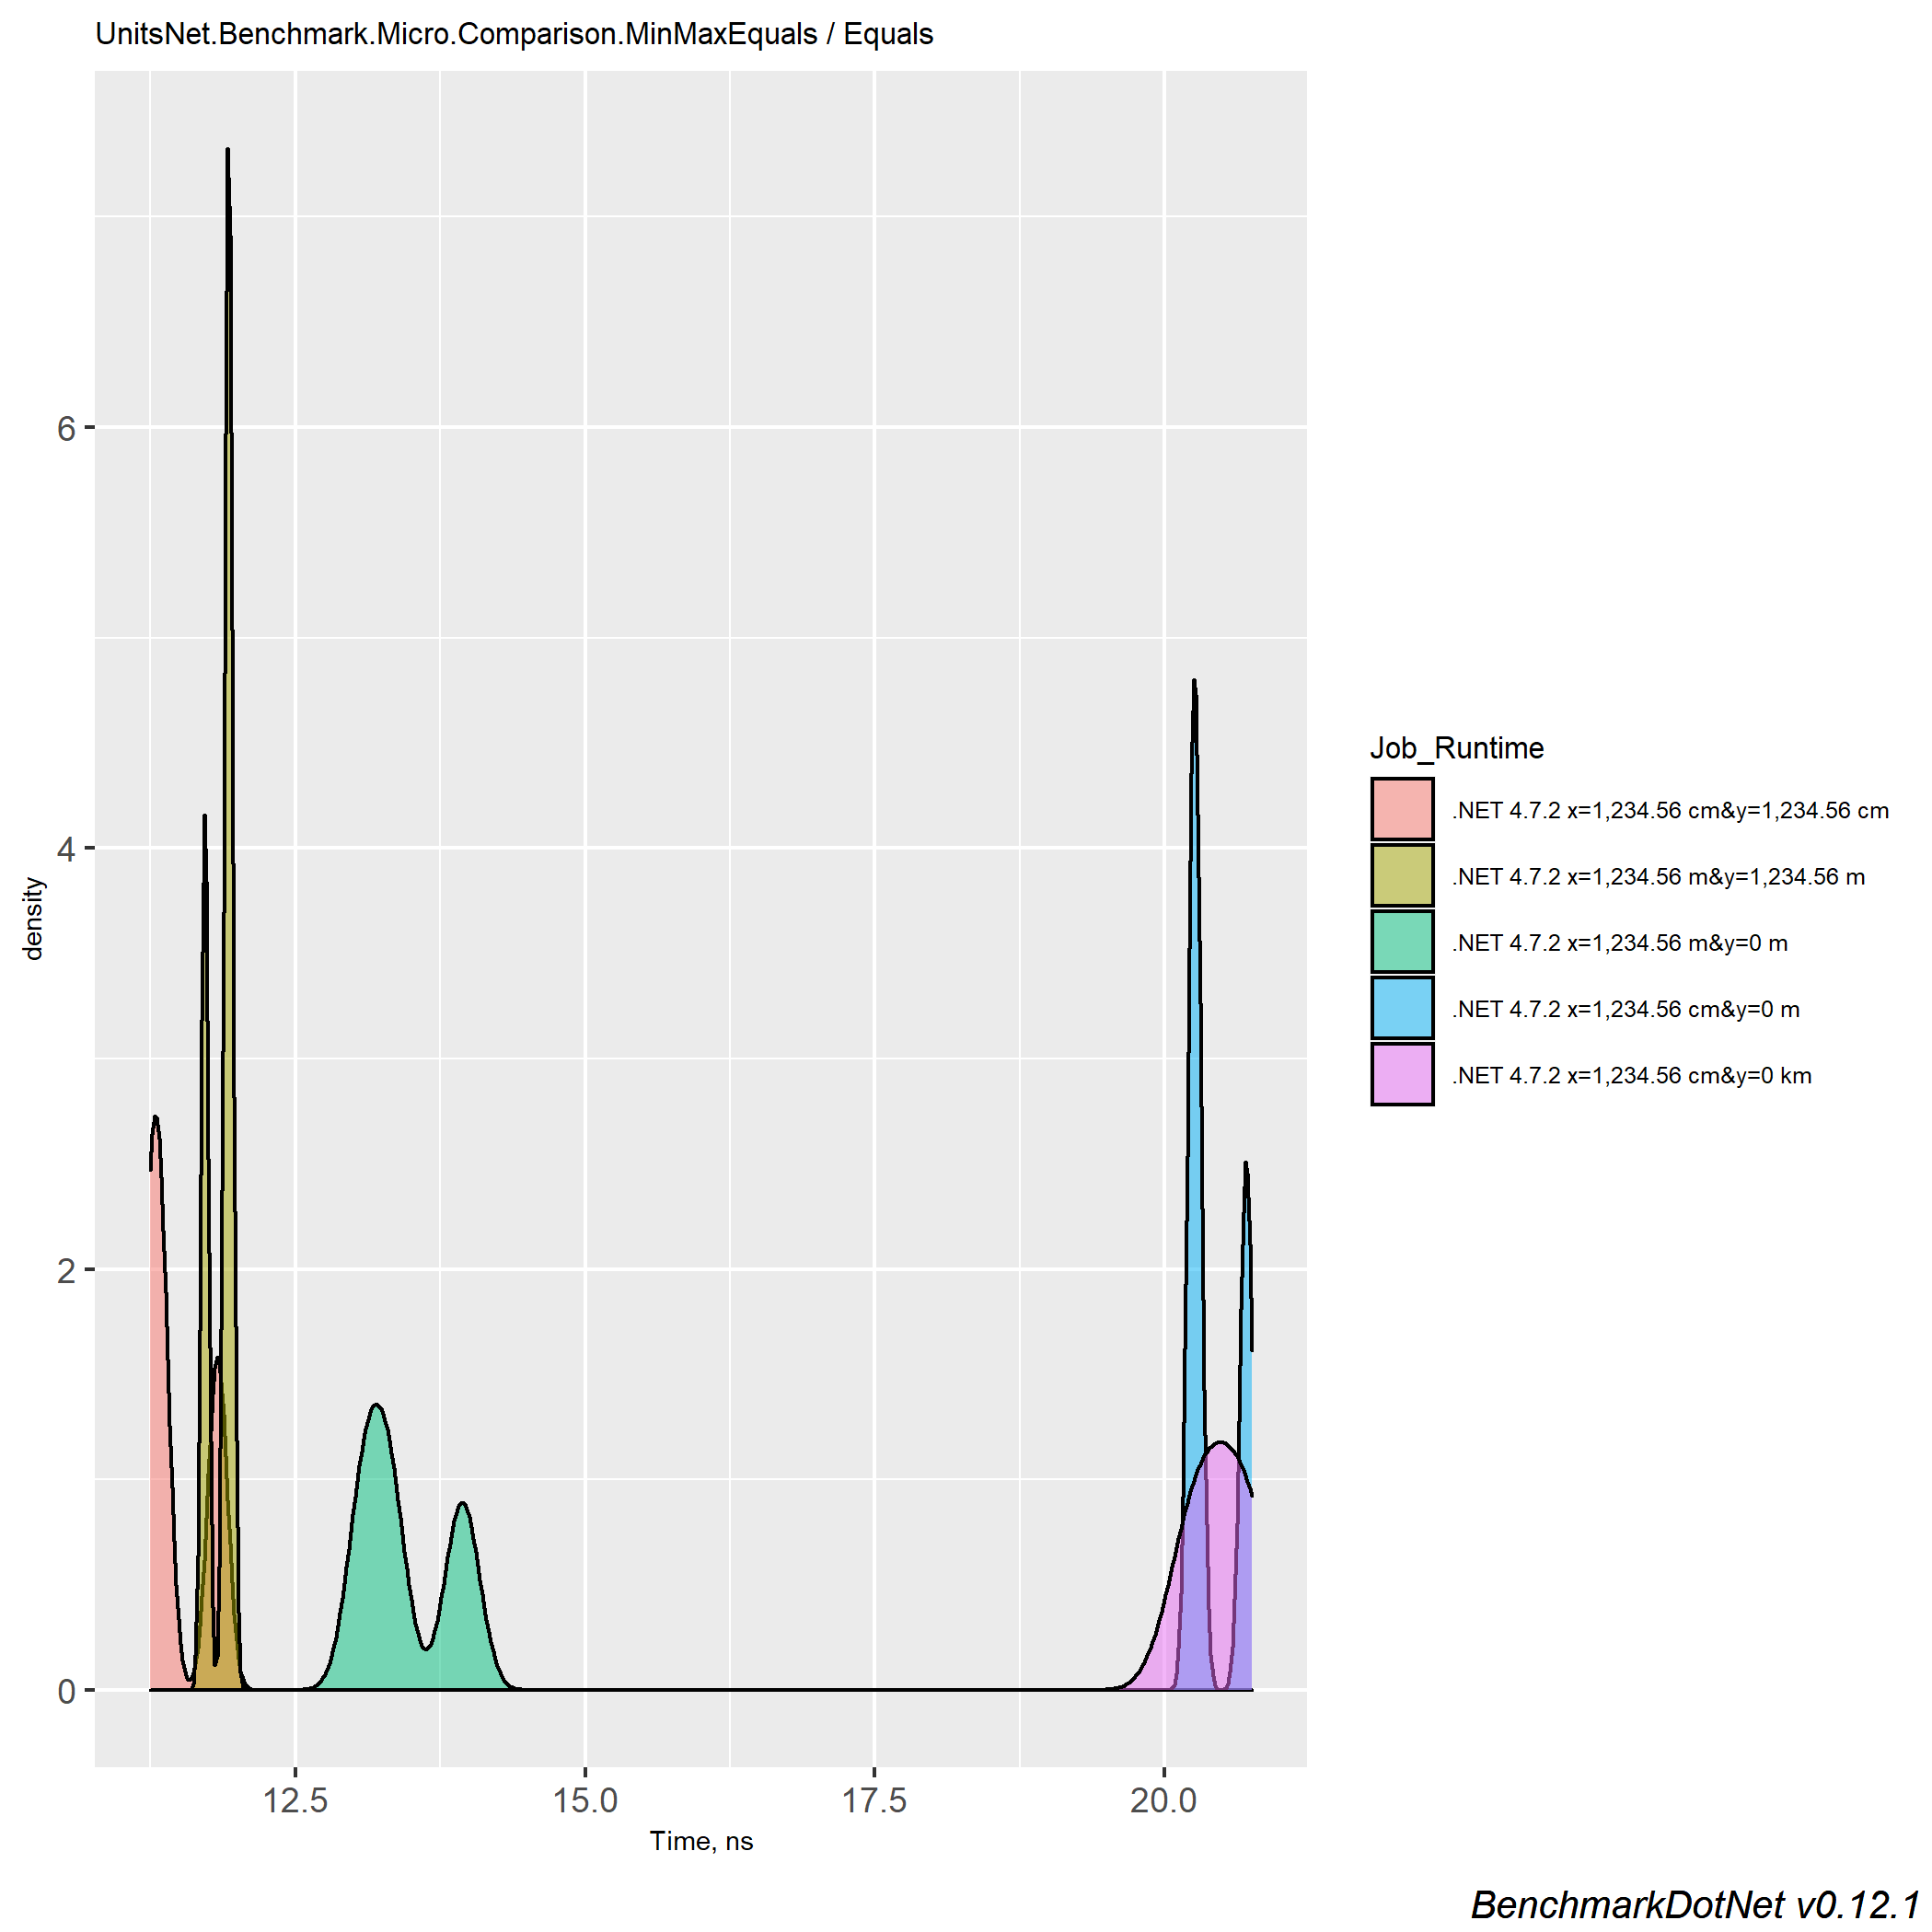 UnitsNet.Benchmark.Micro.Comparison.MinMaxEquals / Equals
6
4
2
0
density
12.5 15.0 17.5 20.0
Time, ns
Job_Runtime
.NET 4.7.2 x=1,234.56 cm&y=1,234.56 cm
.NET 4.7.2 x=1,234.56 m&y=1,234.56 m
.NET 4.7.2 x=1,234.56 m&y=0 m
.NET 4.7.2 x=1,234.56 cm&y=0 m
.NET 4.7.2 x=1,234.56 cm&y=0 km
BenchmarkDotNet v0.12.1